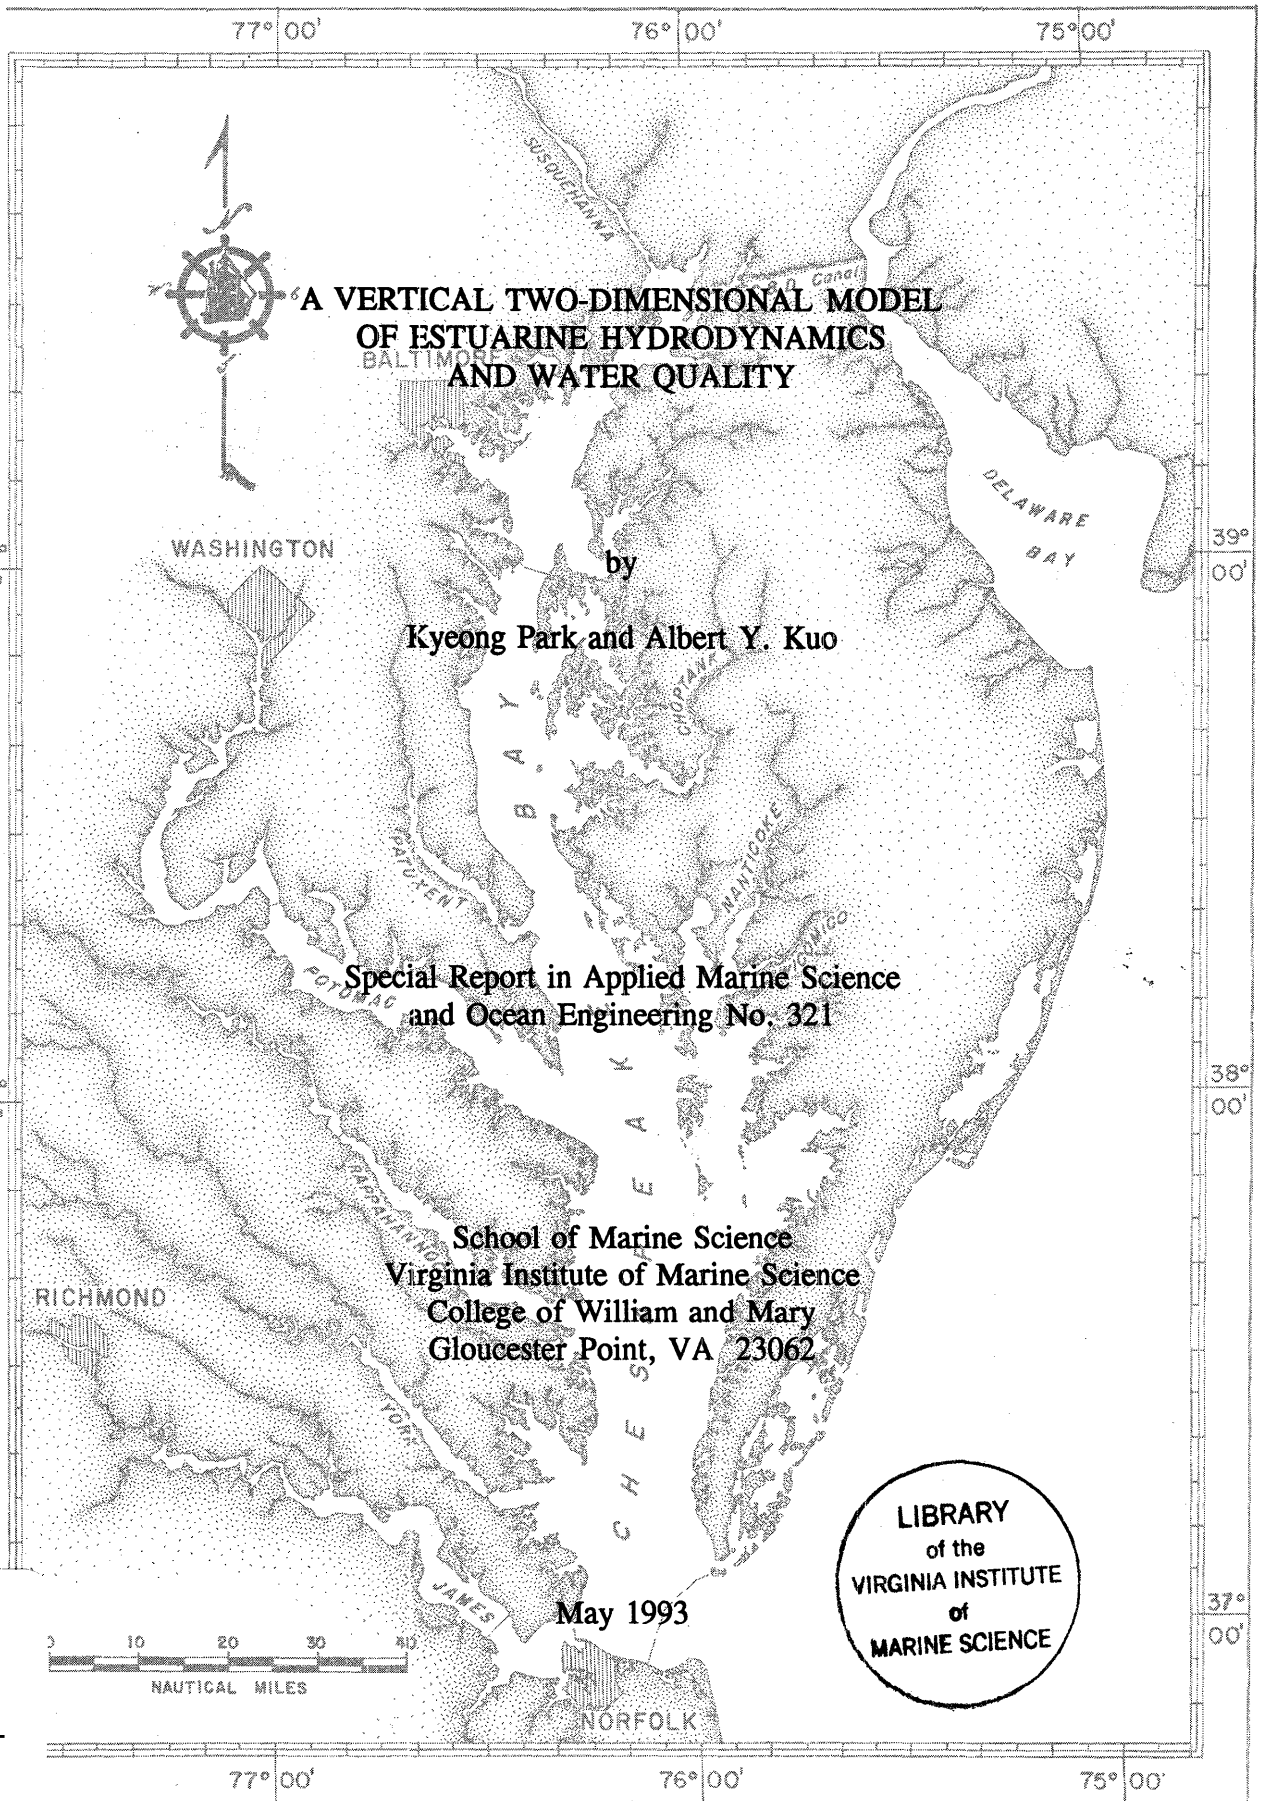 77° 00'
76° 00'
75° 00'
SUSQUEHANNA
C. & D. Canal
A VERTICAL TWO-DIMENSIONAL MODEL
OF ESTUARINE HYDRODYNAMICS
BALTIMORE
AND WATER QUALITY
DELAWARE
BAY
WASHINGTON
39°
00'
by
Kyeong Park and Albert Y. Kuo
CHOPTANK
PATUXENT
NANTICOKE
POTOMAC
Special Report in Applied Marine Science
and Ocean Engineering No. 321
38°
00'
CHESAPEAKE BAY
School of Marine Science
Virginia Institute of Marine Science
RICHMOND
College of William and Mary
Gloucester Point, VA 23062
YORK
LIBRARY
of the
VIRGINIA INSTITUTE
of
MARINE SCIENCE
JAMES
May 1993
37°
00'
10 20 30 40
NAUTICAL MILES
NORFOLK
77° 00'
76° 00'
75° 00'